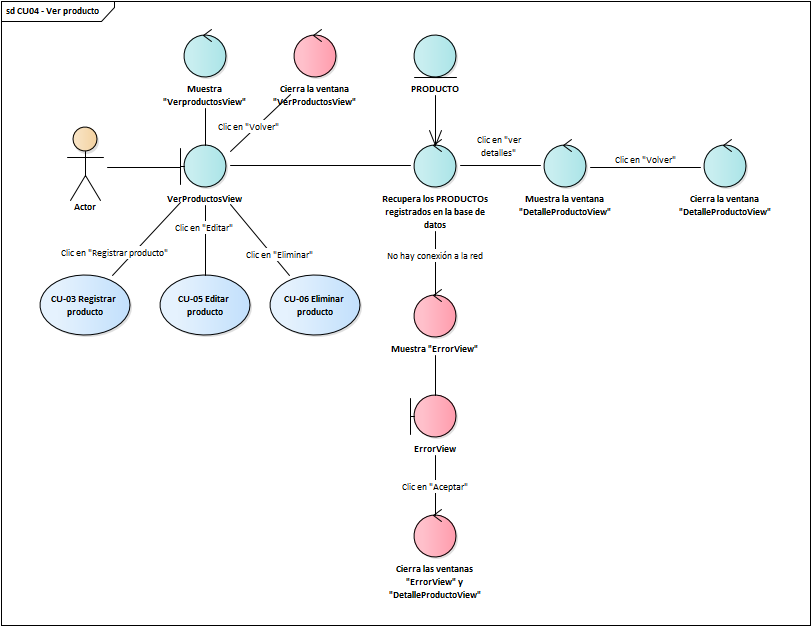 sd CU04 - Ver producto
Muestra
"VerproductosView"
Cierra la ventana
"VerProductosView"
PRODUCTO
Clic en "Volver"
Clic en "ver
detalles"
Clic en "Volver"
Actor
VerProductosView
Recupera los PRODUCTOs
registrados en la base de
datos
Muestra la ventana
"DetalleProductoView"
Cierra la ventana
"DetalleProductoView"
Clic en "Registrar producto"
Clic en "Editar"
Clic en "Eliminar"
No hay conexión a la red
CU-03 Registrar
producto
CU-05 Editar
producto
CU-06 Eliminar
producto
Muestra "ErrorView"
ErrorView
Clic en "Aceptar"
Cierra las ventanas
"ErrorView" y
"DetalleProductoView"